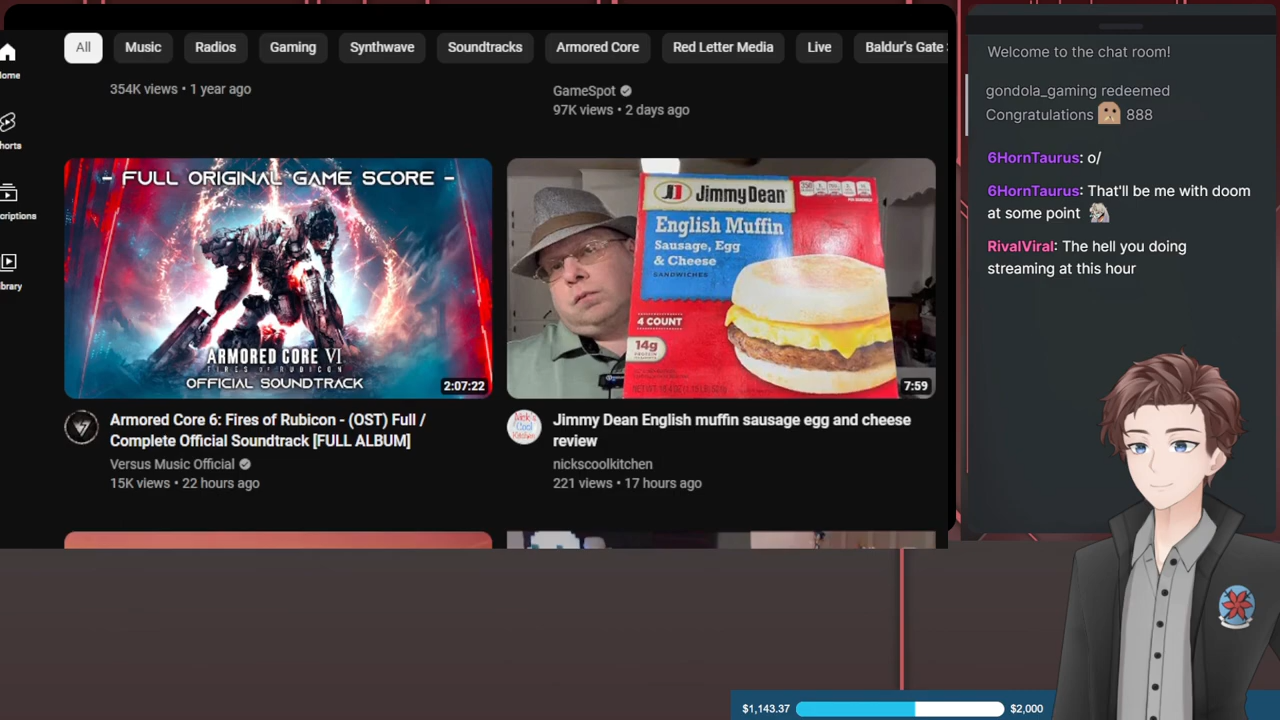 All
Music
Radios
Gaming
Synthwave
Soundtracks
Armored Core
Red Letter Media
Live
Baldur's Gate
ome
horts
criptions
ibrary
354K views • 1 year ago
GameSpot
97K views • 2 days ago
- FULL ORIGINAL GAME SCORE -
ARMORED CORE VI
FIRES OF RUBICON
OFFICIAL SOUNDTRACK
2:07:22
Armored Core 6: Fires of Rubicon - (OST) Full /
Complete Official Soundtrack [FULL ALBUM]
Versus Music Official
15K views • 22 hours ago
JD Jimmy Dean
English Muffin
Sausage, Egg
& Cheese
SANDWICHES
4 COUNT
14g
PROTEIN
7:59
Nick's
Cool
Kitchen
Jimmy Dean English muffin sausage egg and cheese
review
nickscoolkitchen
221 views • 17 hours ago
Welcome to the chat room!
gondola_gaming redeemed
Congratulations 888
6HornTaurus: o/
6HornTaurus: That'll be me with doom
at some point
RivalViral: The hell you doing
streaming at this hour
$1,143.37
$2,000